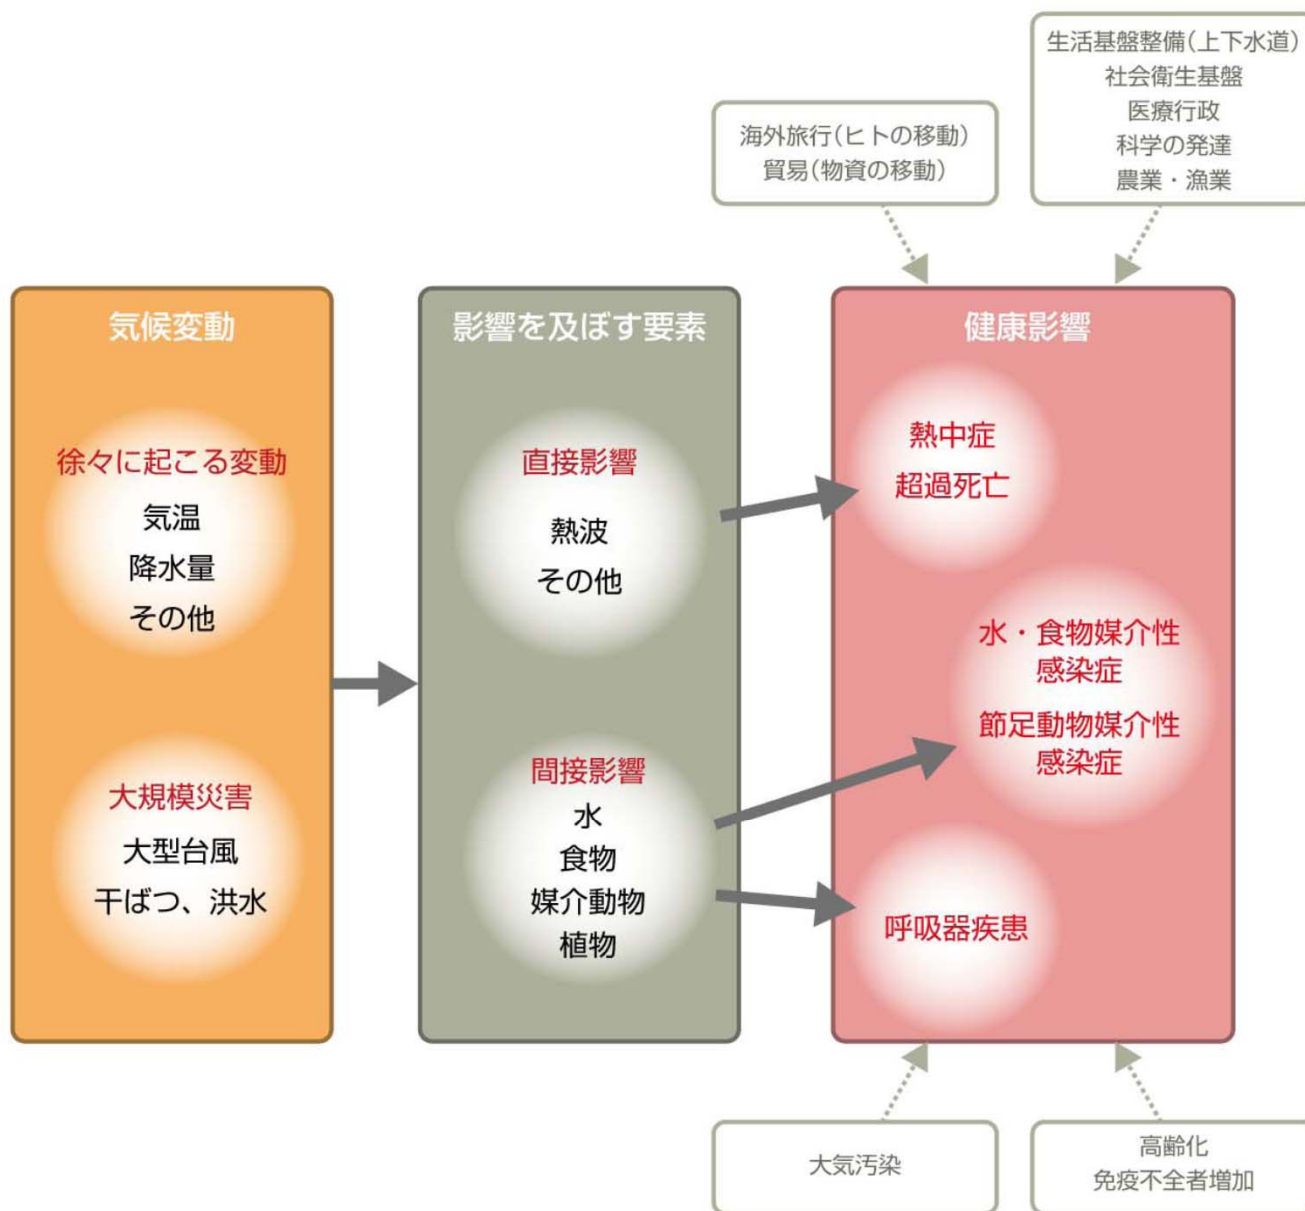 海外旅行(ヒトの移動)
貿易(物資の移動)
生活基盤整備(上下水道)
社会衛生基盤
医療行政
科学の発達
農業・漁業
気候変動
徐々に起こる変動
気温
降水量
その他
大規模災害
大型台風
干ばつ、洪水
影響を及ぼす要素
直接影響
熱波
その他
間接影響
水
食物
媒介動物
植物
健康影響
熱中症
超過死亡
水・食物媒介性
感染症
節足動物媒介性
感染症
呼吸器疾患
大気汚染
高齢化
免疫不全者増加